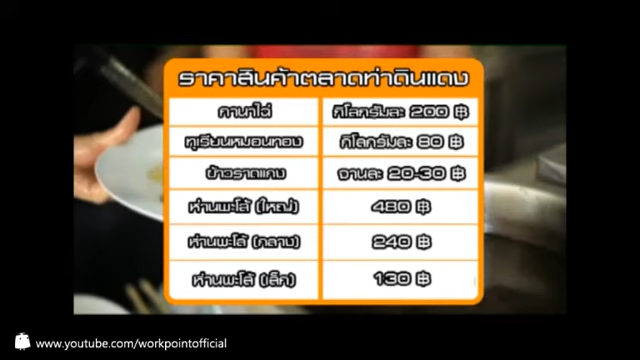 ราคาสินค้าตลาดท่าดินแดง
คานาไฉ่ กิโลกรัมละ 200 ฿
ทุเรียนหมอนทอง กิโลกรัมละ 80 ฿
ข้าวราดแกง จานละ 20-30 ฿
ห่านพะโล้ (ใหญ่) 480 ฿
ห่านพะโล้ (กลาง) 240 ฿
ห่านพะโล้ (เล็ก) 130 ฿
www.youtube.com/workpointofficial